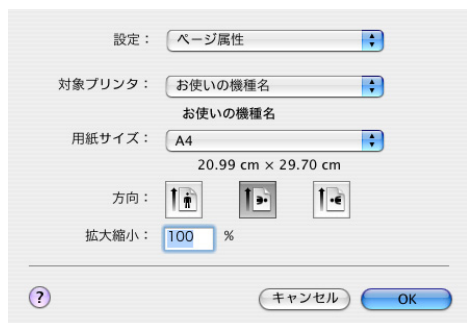 設定： ページ属性
対象プリンタ： お使いの機種名
お使いの機種名
用紙サイズ： A4
20.99 cm × 29.70 cm
方向：
拡大縮小： 100 %
? キャンセル OK